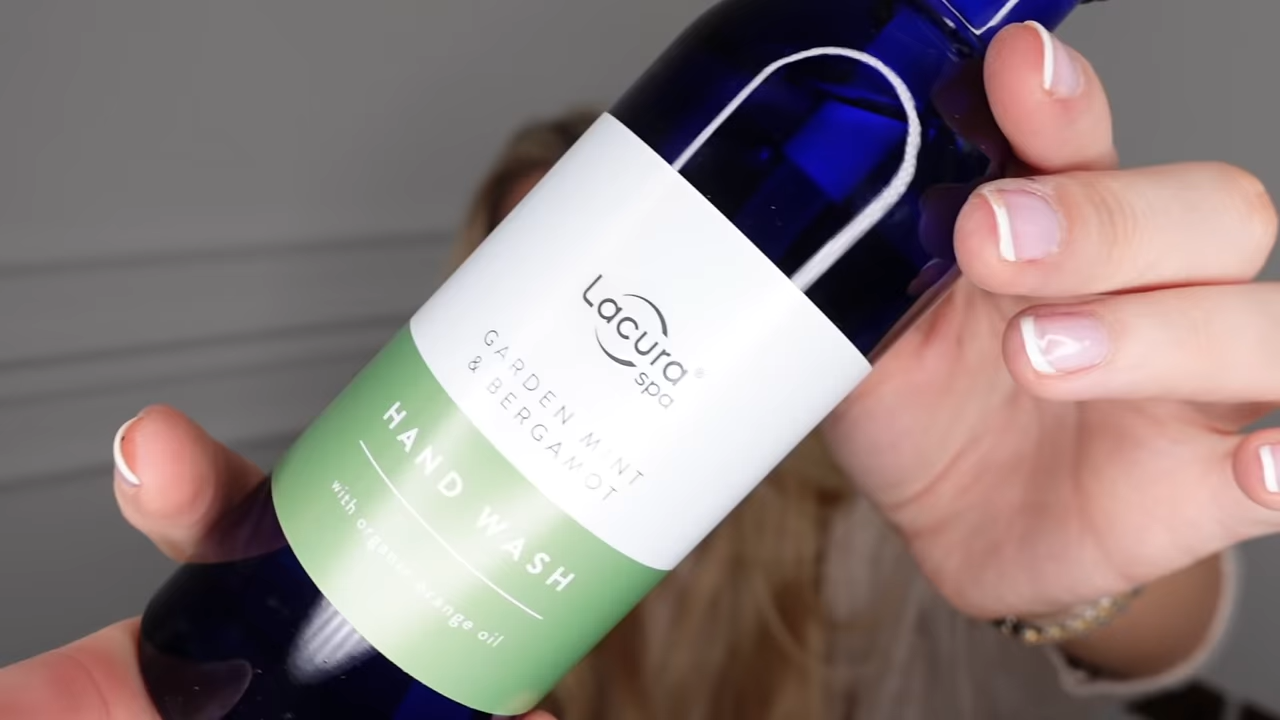 Lacura®
spa
GARDEN MINT
& BERGAMOT
HAND WASH
with organic orange oil